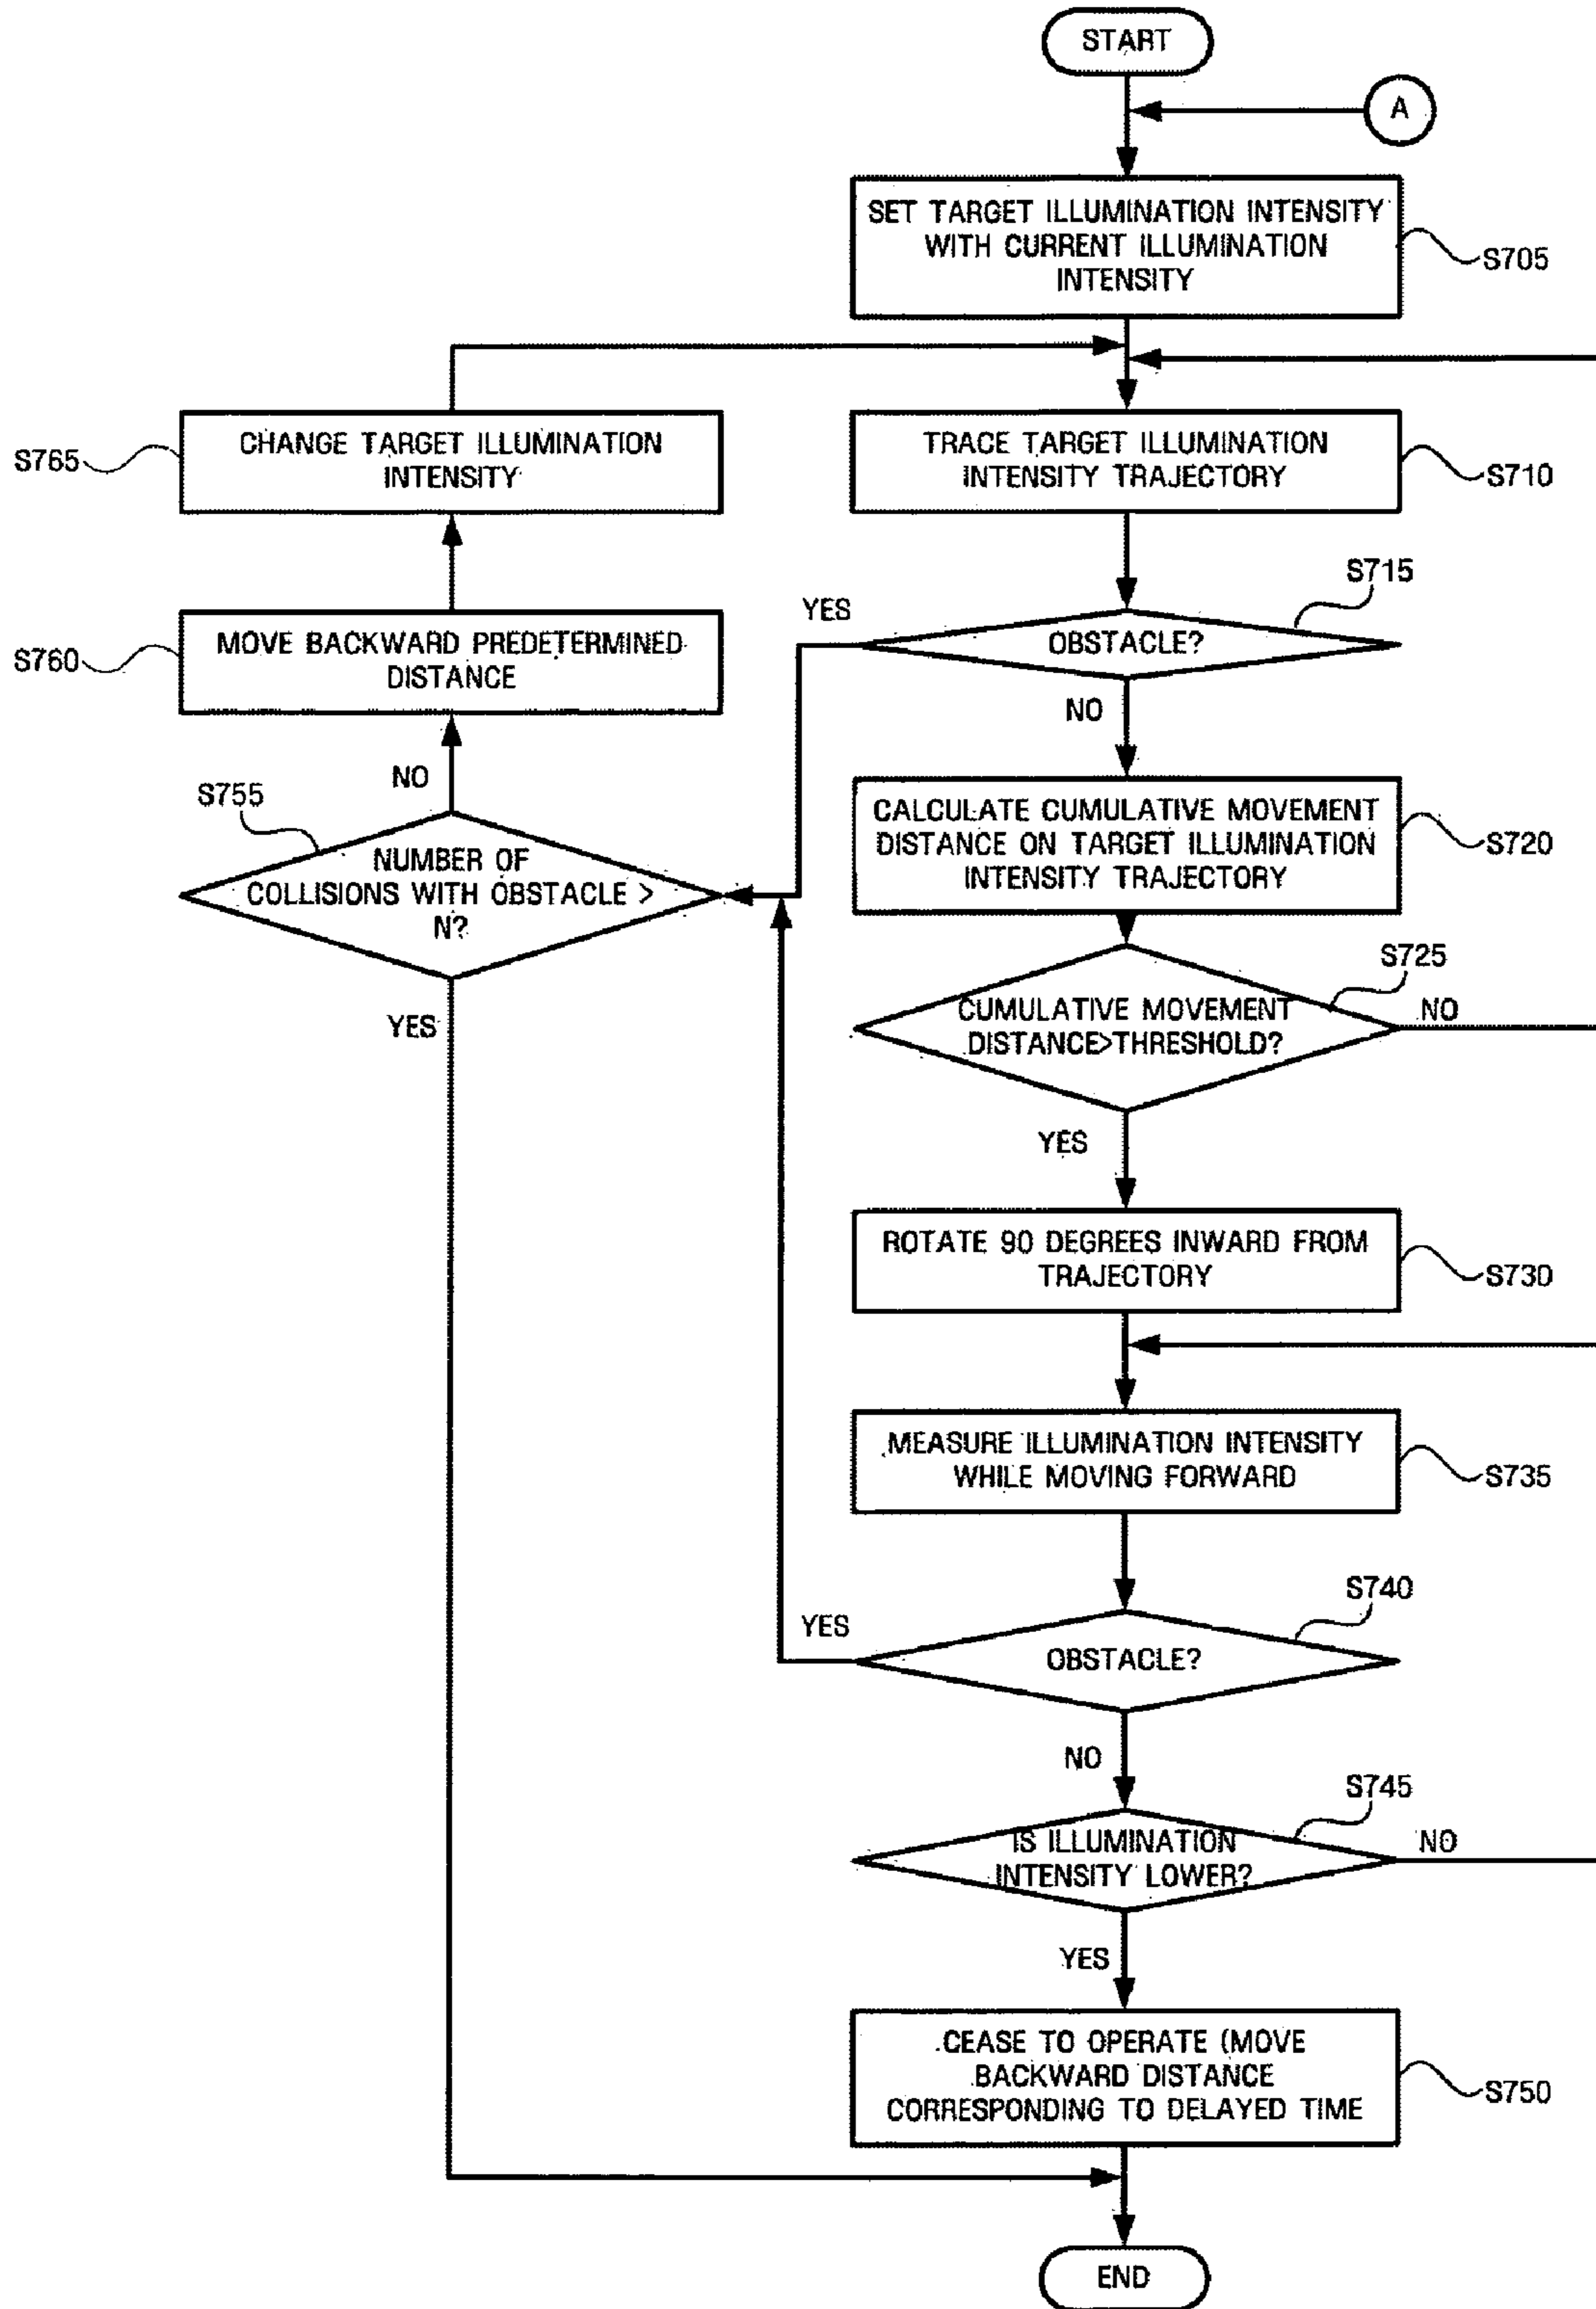 START
A
SET TARGET ILLUMINATION INTENSITY
WITH CURRENT ILLUMINATION
INTENSITY
S705
CHANGE TARGET ILLUMINATION
INTENSITY
S765
TRACE TARGET ILLUMINATION
INTENSITY TRAJECTORY
S710
S715
YES
OBSTACLE?
NO
MOVE BACKWARD PREDETERMINED
DISTANCE
S760
NO
S755
NUMBER OF
COLLISIONS WITH OBSTACLE >
N?
YES
CALCULATE CUMULATIVE MOVEMENT
DISTANCE ON TARGET ILLUMINATION
INTENSITY TRAJECTORY
S720
S725
CUMULATIVE MOVEMENT
DISTANCE>THRESHOLD?
NO
YES
ROTATE 90 DEGREES INWARD FROM
TRAJECTORY
S730
MEASURE ILLUMINATION INTENSITY
WHILE MOVING FORWARD
S735
S740
YES
OBSTACLE?
NO
S745
IS ILLUMINATION
INTENSITY LOWER?
NO
YES
CEASE TO OPERATE (MOVE
BACKWARD DISTANCE
CORRESPONDING TO DELAYED TIME
S750
END